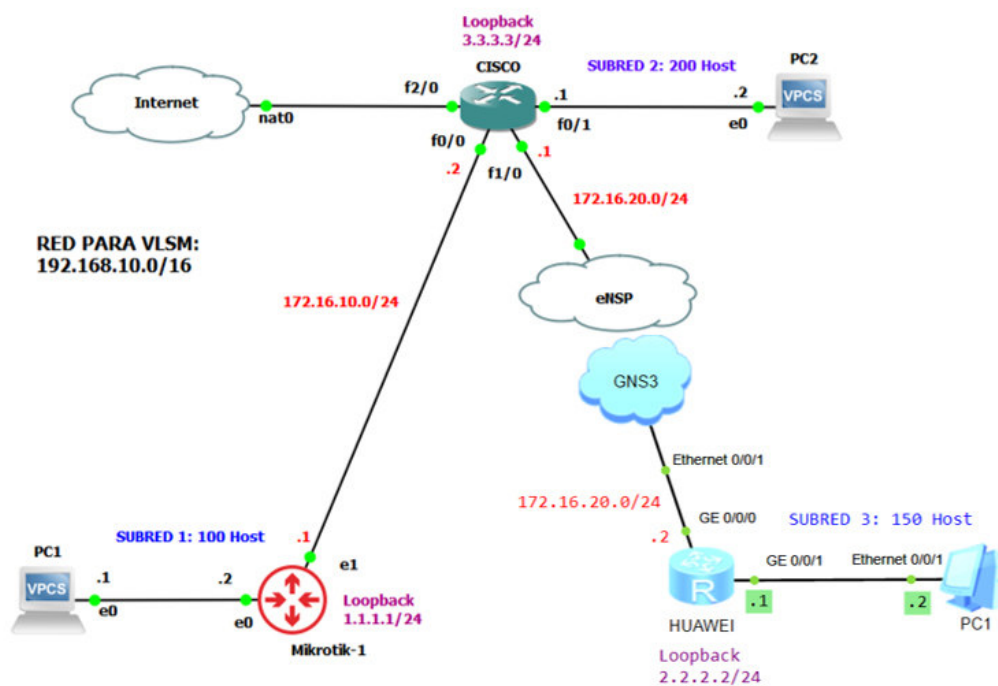 Loopback
3.3.3.3/24
CISCO
SUBRED 2: 200 Host
PC2
Internet
nat0
f2/0
.1
f0/1
.2
e0
VPCS
f0/0
.2
f1/0
.1
172.16.20.0/24
RED PARA VLSM:
192.168.10.0/16
172.16.10.0/24
eNSP
GNS3
Ethernet 0/0/1
172.16.20.0/24
GE 0/0/0
.2
SUBRED 3: 150 Host
PC1
VPCS
SUBRED 1: 100 Host
.1
e1
.1
e0
.2
e0
Loopback
1.1.1.1/24
Mikrotik-1
R
GE 0/0/1
Ethernet 0/0/1
.1
.2
HUAWEI
PC1
Loopback
2.2.2.2/24